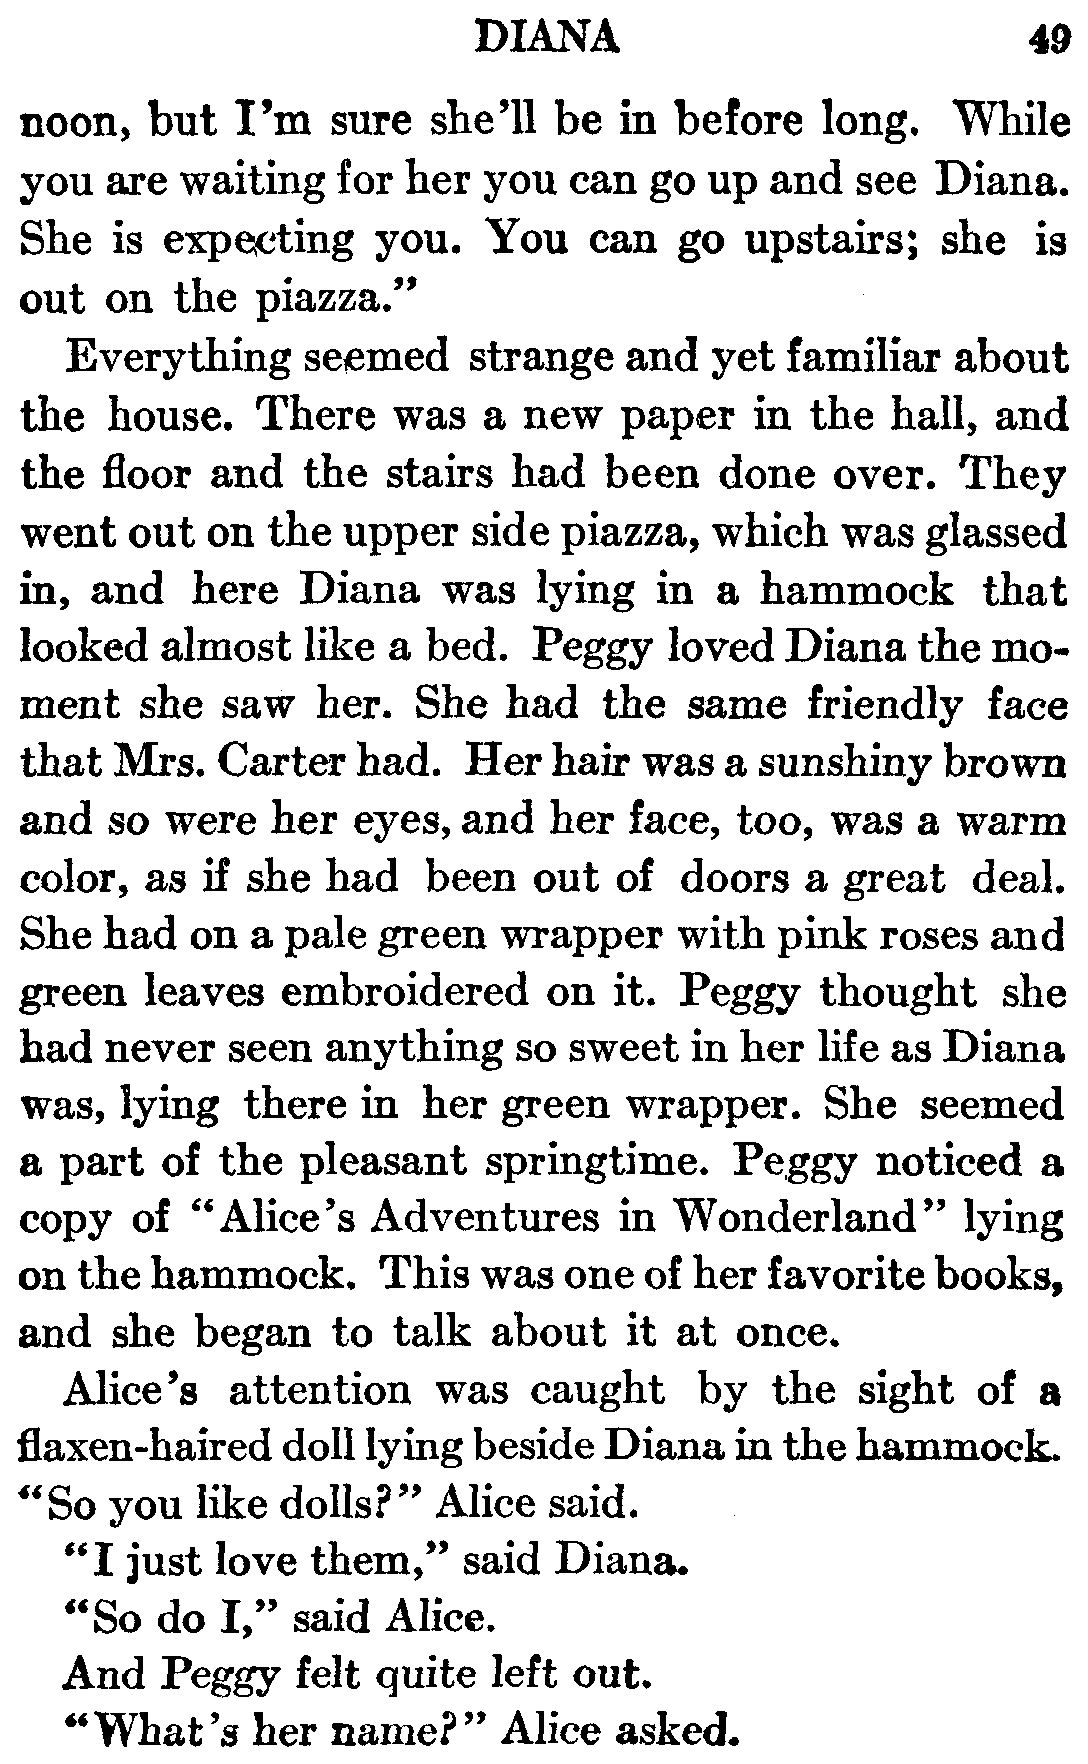 DIANA 49
noon, but I'm sure she'll be in before long. While
you are waiting for her you can go up and see Diana.
She is expecting you. You can go upstairs; she is
out on the piazza."
Everything seemed strange and yet familiar about
the house. There was a new paper in the hall, and
the floor and the stairs had been done over. They
went out on the upper side piazza, which was glassed
in, and here Diana was lying in a hammock that
looked almost like a bed. Peggy loved Diana the mo-
ment she saw her. She had the same friendly face
that Mrs. Carter had. Her hair was a sunshiny brown
and so were her eyes, and her face, too, was a warm
color, as if she had been out of doors a great deal.
She had on a pale green wrapper with pink roses and
green leaves embroidered on it. Peggy thought she
had never seen anything so sweet in her life as Diana
was, lying there in her green wrapper. She seemed
a part of the pleasant springtime. Peggy noticed a
copy of "Alice's Adventures in Wonderland" lying
on the hammock. This was one of her favorite books,
and she began to talk about it at once.
Alice's attention was caught by the sight of a
flaxen-haired doll lying beside Diana in the hammock.
"So you like dolls?" Alice said.
"I just love them," said Diana.
"So do I," said Alice.
And Peggy felt quite left out.
"What's her name?" Alice asked.